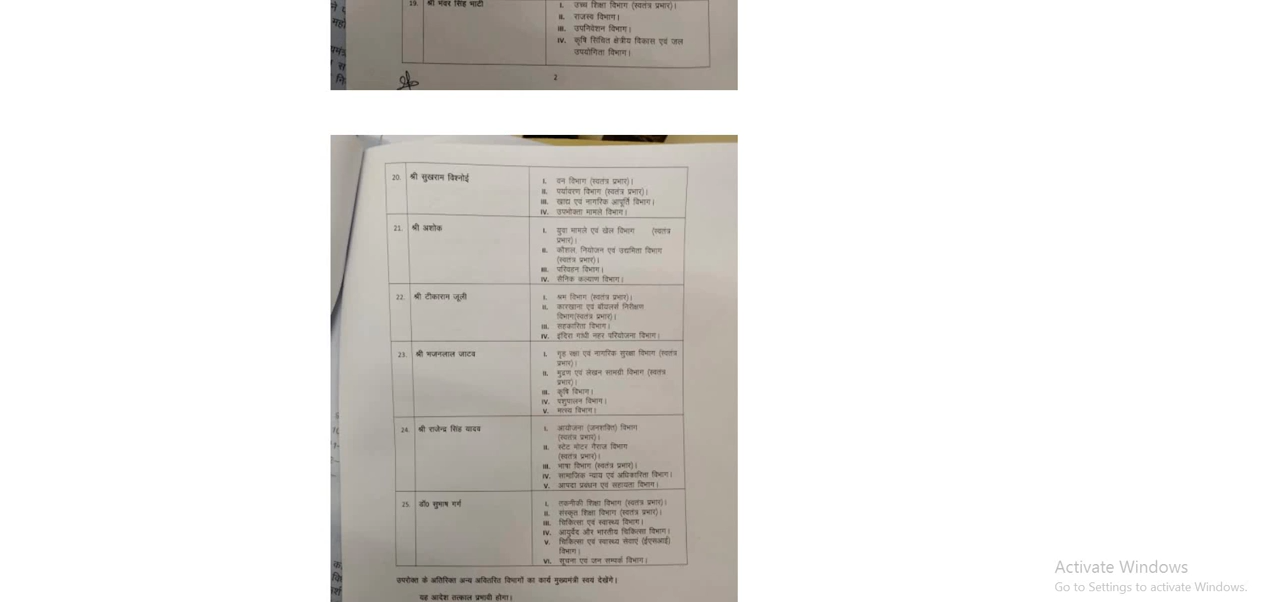 19. श्री भंवर सिंह भाटी
I. उच्च शिक्षा विभाग (स्वतंत्र प्रभार)।
II. राजस्व विभाग।
III. उपनिवेशन विभाग।
IV. कृषि सिंचित क्षेत्रीय विकास एवं जल
उपयोगिता विभाग।
2
20. श्री सुखराम विश्नोई
I. वन विभाग (स्वतंत्र प्रभार)।
II. पर्यावरण विभाग (स्वतंत्र प्रभार)।
III. खाद्य एवं नागरिक आपूर्ति विभाग।
IV. उपभोक्ता मामले विभाग।
21. श्री अशोक
I. युवा मामले एवं खेल विभाग (स्वतंत्र
प्रभार)।
II. कौशल, नियोजन एवं उद्यमिता विभाग
(स्वतंत्र प्रभार)।
III. परिवहन विभाग।
IV. सैनिक कल्याण विभाग।
22. श्री टीकाराम जूली
I. श्रम विभाग (स्वतंत्र प्रभार)।
II. कारखाना एवं बॉयलर्स निरीक्षण
विभाग(स्वतंत्र प्रभार)।
III. सहकारिता विभाग।
IV. इंदिरा गांधी नहर परियोजना विभाग।
23. श्री भजनलाल जाटव
I. गृह रक्षा एवं नागरिक सुरक्षा विभाग (स्वतंत्र
प्रभार)।
II. मुद्रण एवं लेखन सामग्री विभाग (स्वतंत्र
प्रभार)।
III. कृषि विभाग।
IV. पशुपालन विभाग।
V. मत्स्य विभाग।
24. श्री राजेन्द्र सिंह यादव
I. आयोजना (जनशक्ति) विभाग
(स्वतंत्र प्रभार)।
II. स्टेट मोटर गैराज विभाग
(स्वतंत्र प्रभार)।
III. भाषा विभाग (स्वतंत्र प्रभार)।
IV. सामाजिक न्याय एवं अधिकारिता विभाग।
V. आपदा प्रबंधन एवं सहायता विभाग।
25. डॉ0 सुभाष गर्ग
I. तकनीकी शिक्षा विभाग (स्वतंत्र प्रभार)।
II. संस्कृत शिक्षा विभाग (स्वतंत्र प्रभार)।
III. चिकित्सा एवं स्वास्थ्य विभाग।
IV. आयुर्वेद और भारतीय चिकित्सा विभाग।
V. चिकित्सा एवं स्वास्थ्य सेवाएं (ईएसआई)
विभाग।
VI. सूचना एवं जन सम्पर्क विभाग।
उपरोक्त के अतिरिक्त अन्य अवितरित विभागों का कार्य मुख्यमंत्री स्वयं देखेंगे।
यह आदेश तत्काल प्रभावी होगा।
Activate Windows
Go to Settings to activate Windows.